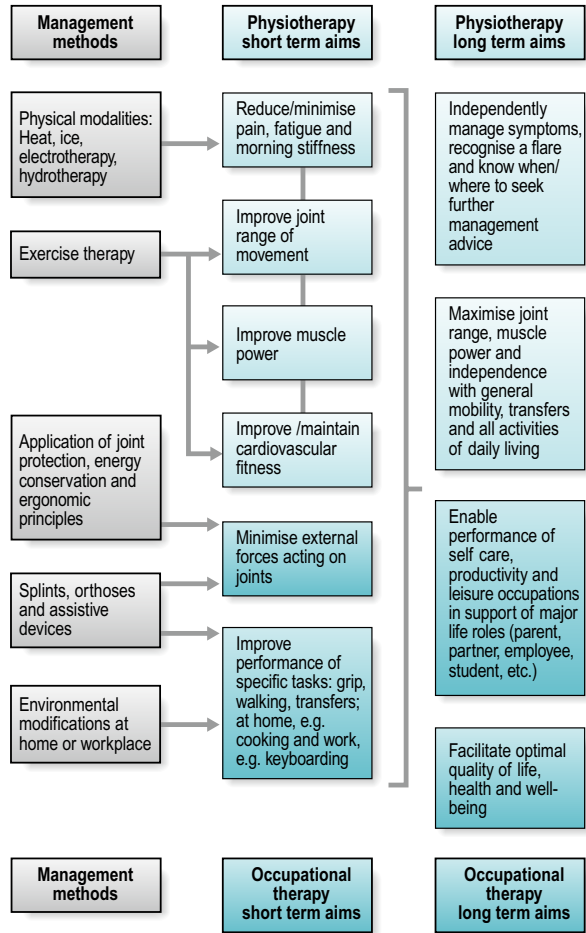 Management
methods
Physiotherapy
short term aims
Physiotherapy
long term aims
Physical modalities:
Heat, ice,
electrotherapy,
hydrotherapy
Reduce/minimise
pain, fatigue and
morning stiffness
Independently
manage symptoms,
recognise a flare
and know when/
where to seek
further
management
advice
Exercise therapy
Improve joint
range of
movement
Improve muscle
power
Maximise joint
range, muscle
power and
independence
with general
mobility, transfers
and all activities
of daily living
Improve /maintain
cardiovascular
fitness
Application of joint
protection, energy
conservation and
ergonomic
principles
Minimise external
forces acting on
joints
Enable
performance of
self care,
productivity and
leisure occupations
in support of major
life roles (parent,
partner, employee,
student, etc.)
Splints, orthoses
and assistive
devices
Improve
performance of
specific tasks: grip,
walking, transfers;
at home, e.g.
cooking and work,
e.g. keyboarding
Environmental
modifications at
home or workplace
Facilitate optimal
quality of life,
health and well-
being
Management
methods
Occupational
therapy
short term aims
Occupational
therapy
long term aims